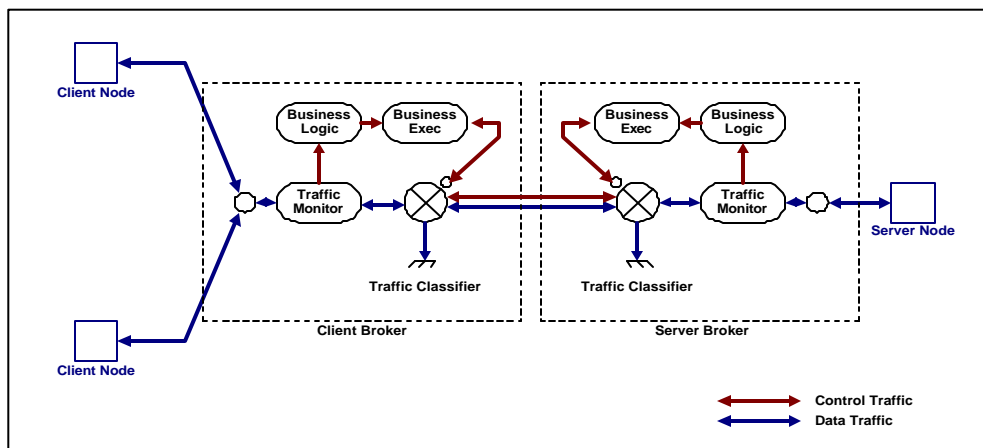 Client Node
Business
Logic
Business
Exec
Traffic
Monitor
Traffic Classifier
Client Broker
Client Node
Business
Exec
Business
Logic
Traffic
Monitor
Traffic Classifier
Server Broker
Server Node
Control Traffic
Data Traffic